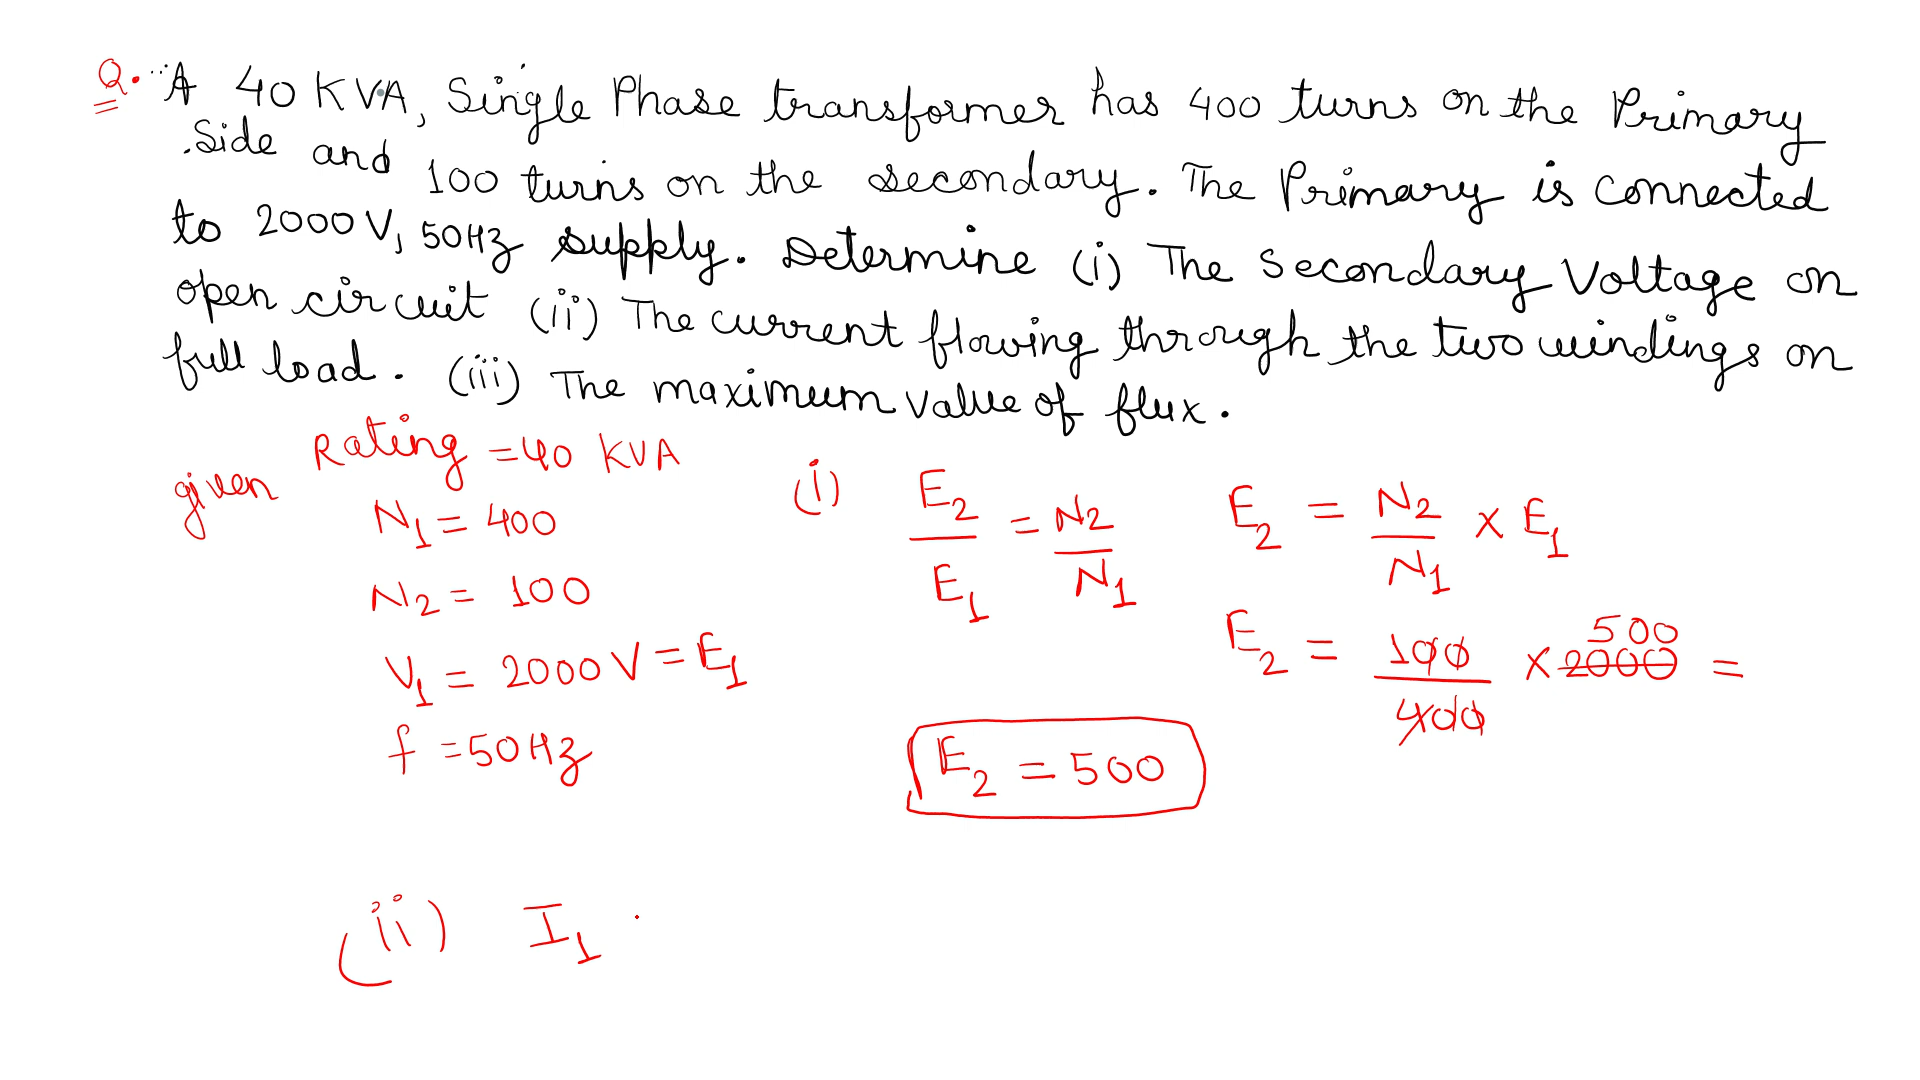 Q. A 40 KVA, Single Phase transformer has 400 turns on the Primary
Side and 100 turns on the secondary. The Primary is connected
to 2000 V, 50Hz supply. Determine (i) The Secondary Voltage on
open circuit (ii) The current flowing through the two windings on
full load. (iii) The maximum value of flux.
given Rating = 40 KVA
N1 = 400
N2 = 100
V1 = 2000 V = E1
f = 50Hz
(i) E2/E1 = N2/N1 E2 = N2/N1 x E1
E2 = 100/400 x 2000 500 =
E2 = 500
(ii) I1